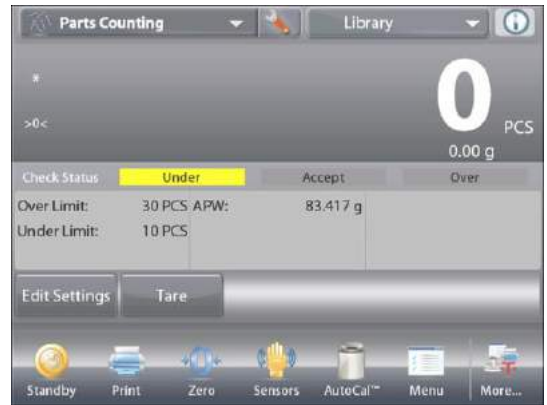 Parts Counting Library
*
0
>0< PCS
0.00 g
Check Status Under Accept Over
Over Limit: 30 PCS APW: 83.417 g
Under Limit: 10 PCS
Edit Settings Tare
Standby Print Zero Sensors AutoCal™ Menu More...